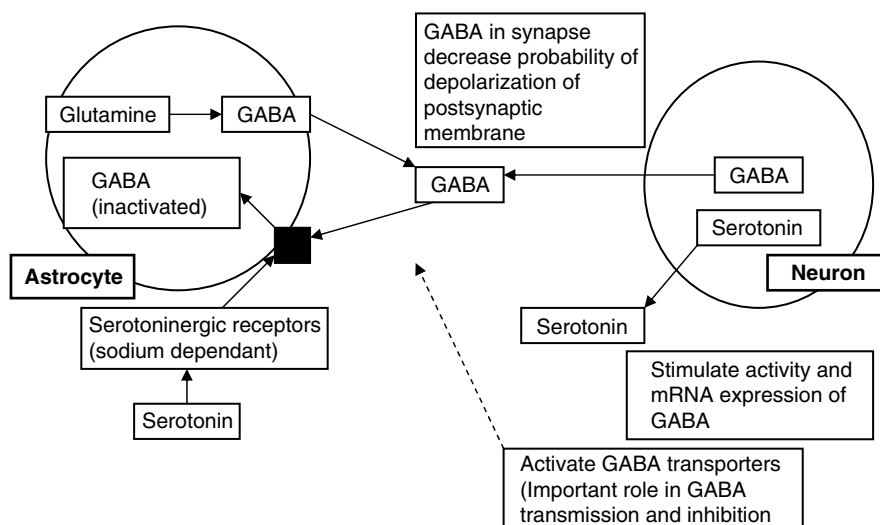 GABA in synapse
decrease probability of
depolarization of
postsynaptic
membrane
Glutamine
GABA
GABA
(inactivated)
GABA
GABA
Serotonin
Astrocyte
Neuron
Serotoninergic receptors
(sodium dependant)
Serotonin
Serotonin
Stimulate activity and
mRNA expression of
GABA
Activate GABA transporters
(Important role in GABA
transmission and inhibition